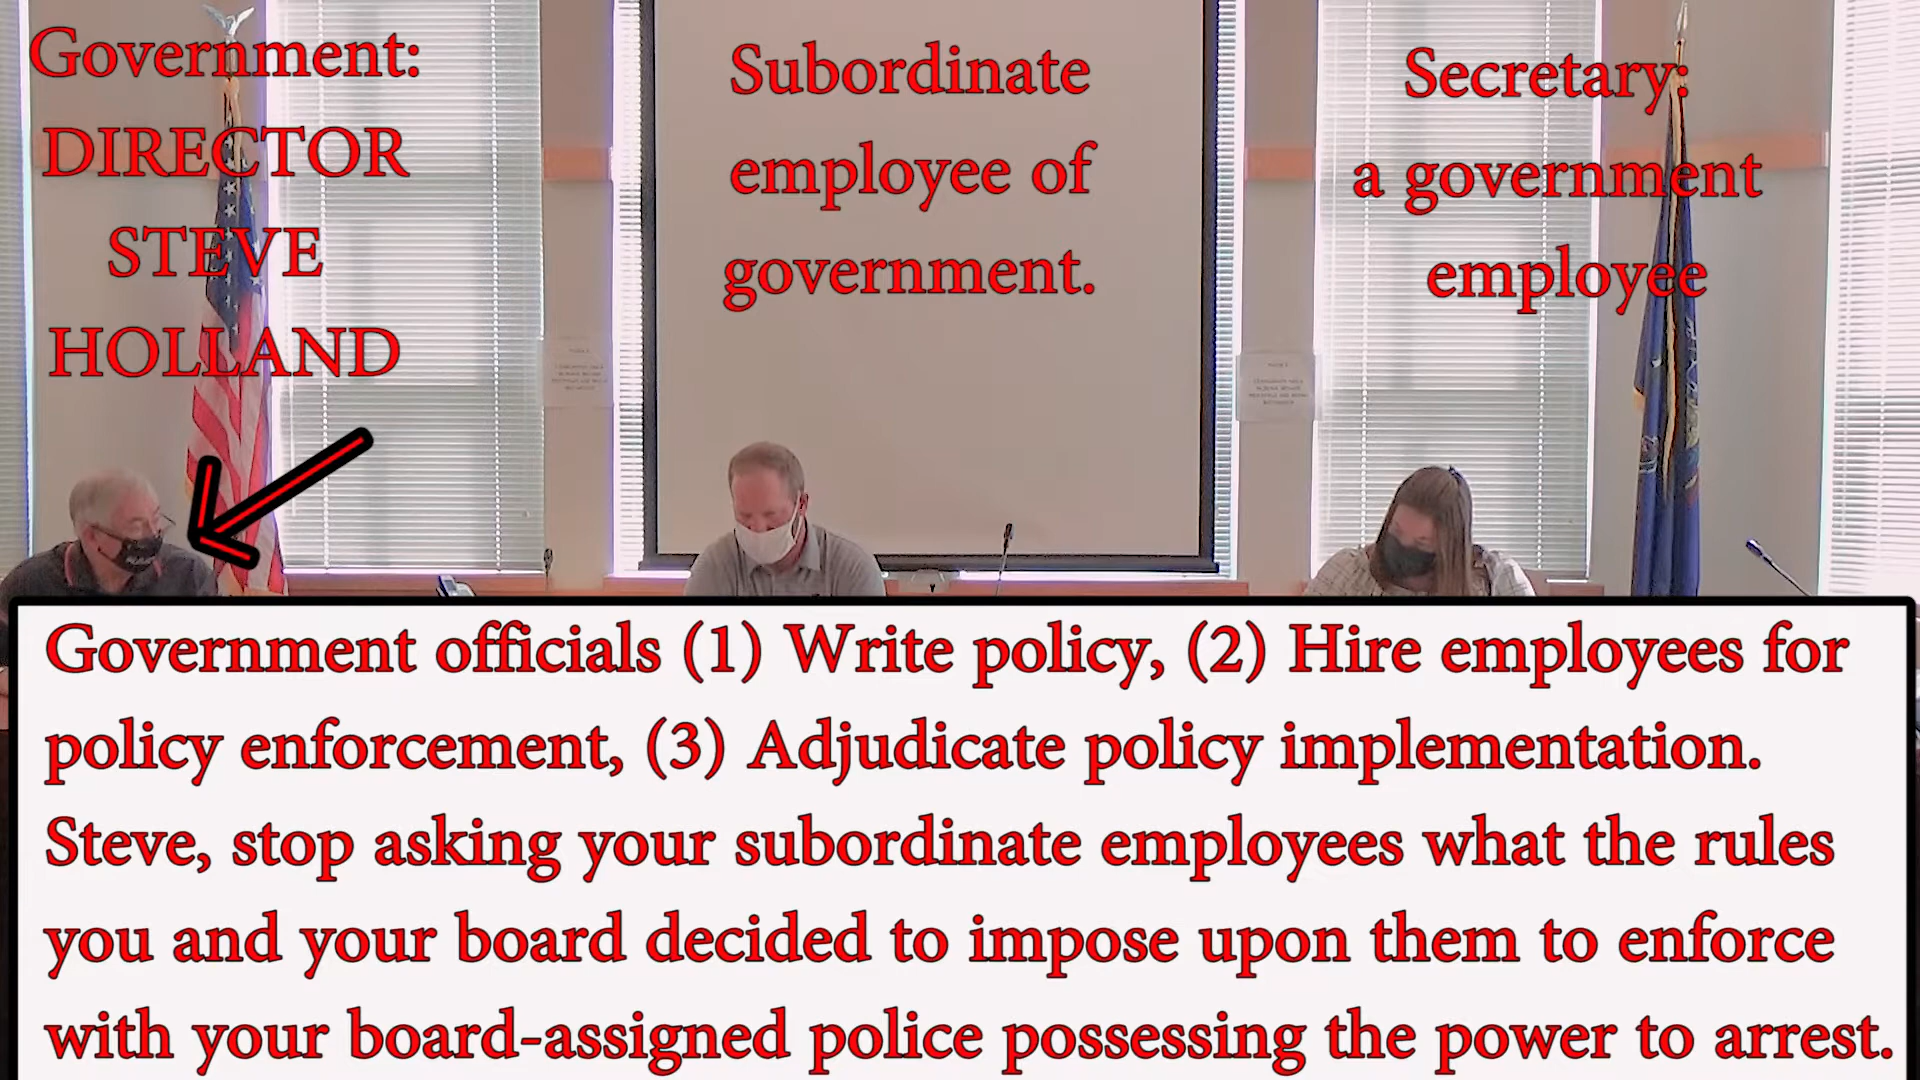 Government:
DIRECTOR
STEVE
HOLLAND
Subordinate
employee of
government.
Secretary:
a government
employee
Government officials (1) Write policy, (2) Hire employees for
policy enforcement, (3) Adjudicate policy implementation.
Steve, stop asking your subordinate employees what the rules
you and your board decided to impose upon them to enforce
with your board-assigned police possessing the power to arrest.